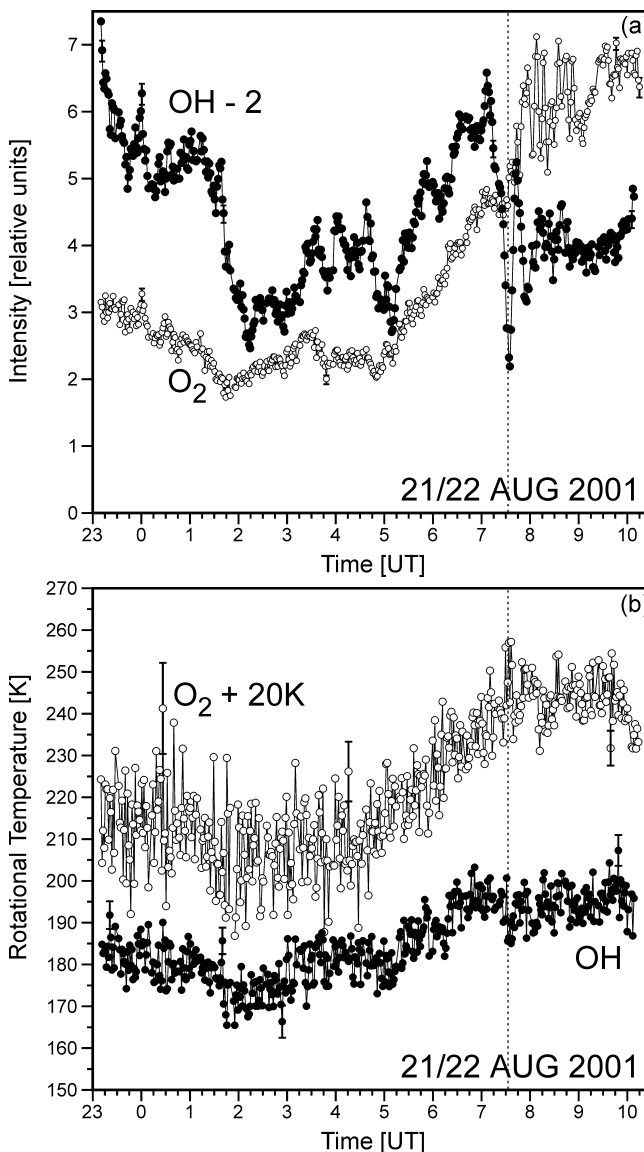 (a
7
6
5
4
3
2
1
0
Intensity [relative units]
OH - 2
O2
21/22 AUG 2001
23 0 1 2 3 4 5 6 7 8 9 10
Time [UT]
(b)
270
260
250
240
230
220
210
200
190
180
170
160
150
Rotational Temperature [K]
O2 + 20K
OH
21/22 AUG 2001
23 0 1 2 3 4 5 6 7 8 9 10
Time [UT]